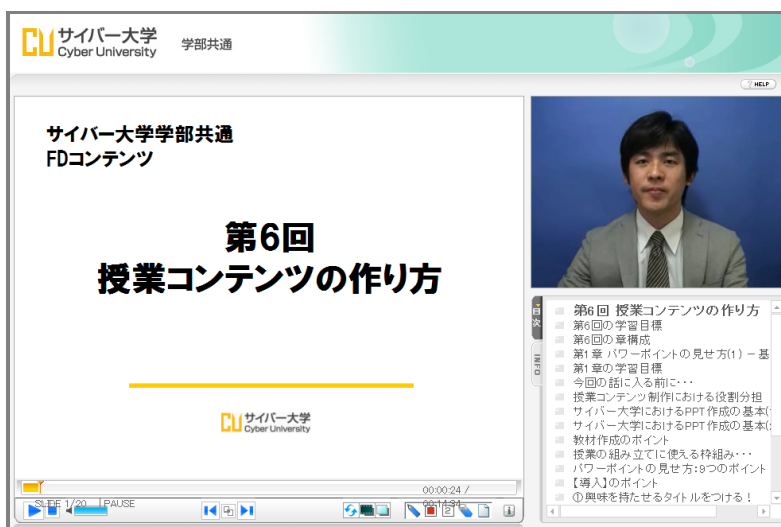 サイバー大学
Cyber University
学部共通
HELP
サイバー大学学部共通
FDコンテンツ
第6回
授業コンテンツの作り方
サイバー大学
Cyber University
目次
INFO
第6回 授業コンテンツの作り方
第6回の学習目標
第6回の章構成
第1章 パワーポイントの見せ方(1) - 基
第1章の学習目標
今回の話に入る前に・・・
授業コンテンツ制作における役割分担
サイバー大学におけるPPT作成の基本(
サイバー大学におけるPPT作成の基本(
教材作成のポイント
授業の組み立てに使える枠組み・・・
パワーポイントの見せ方:9つのポイント
【導入】のポイント
①興味を持たせるタイトルをつける!
00:00:24 /
00:14:34
SLIDE 1/20
PAUSE